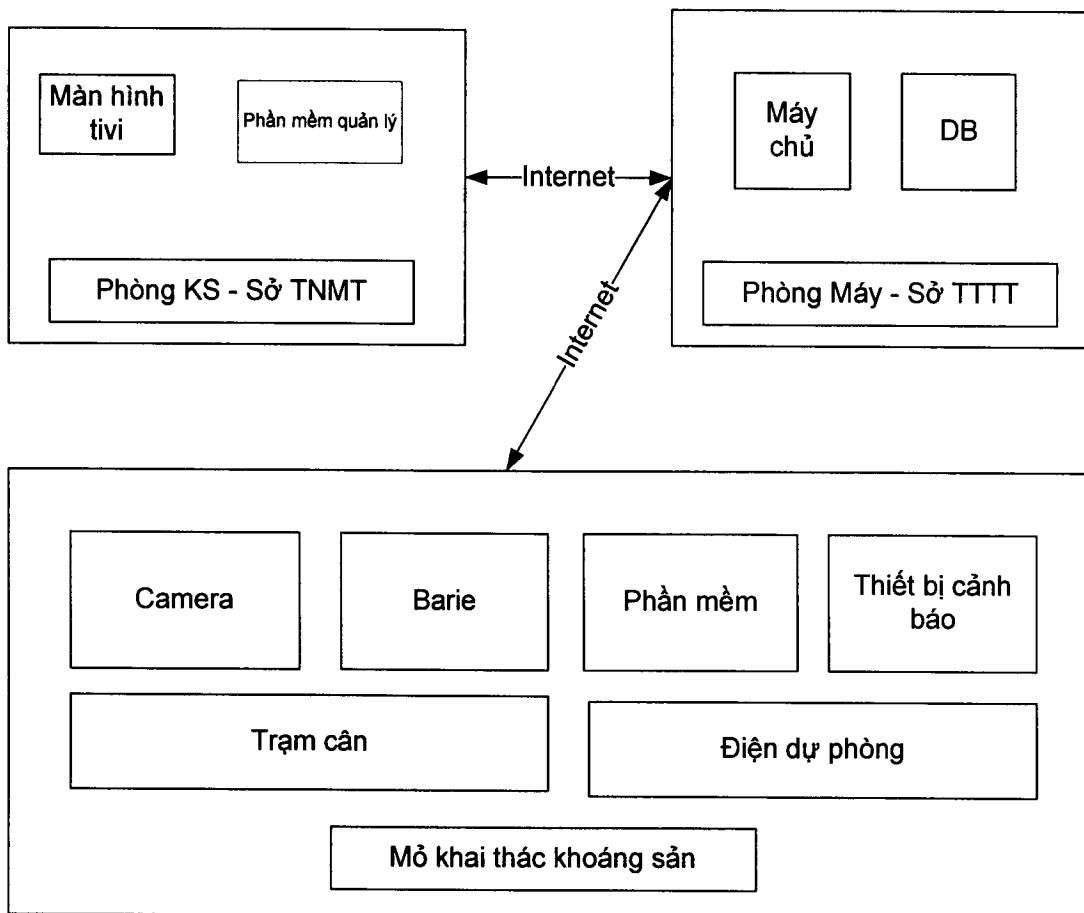 Màn hình
tivi
Phần mềm quản lý
Phòng KS - Sở TNMT
Internet
Máy
chủ
DB
Phòng Máy - Sở TTTT
Internet
Camera
Barie
Phần mềm
Thiết bị cảnh
báo
Trạm cân
Điện dự phòng
Mỏ khai thác khoáng sản